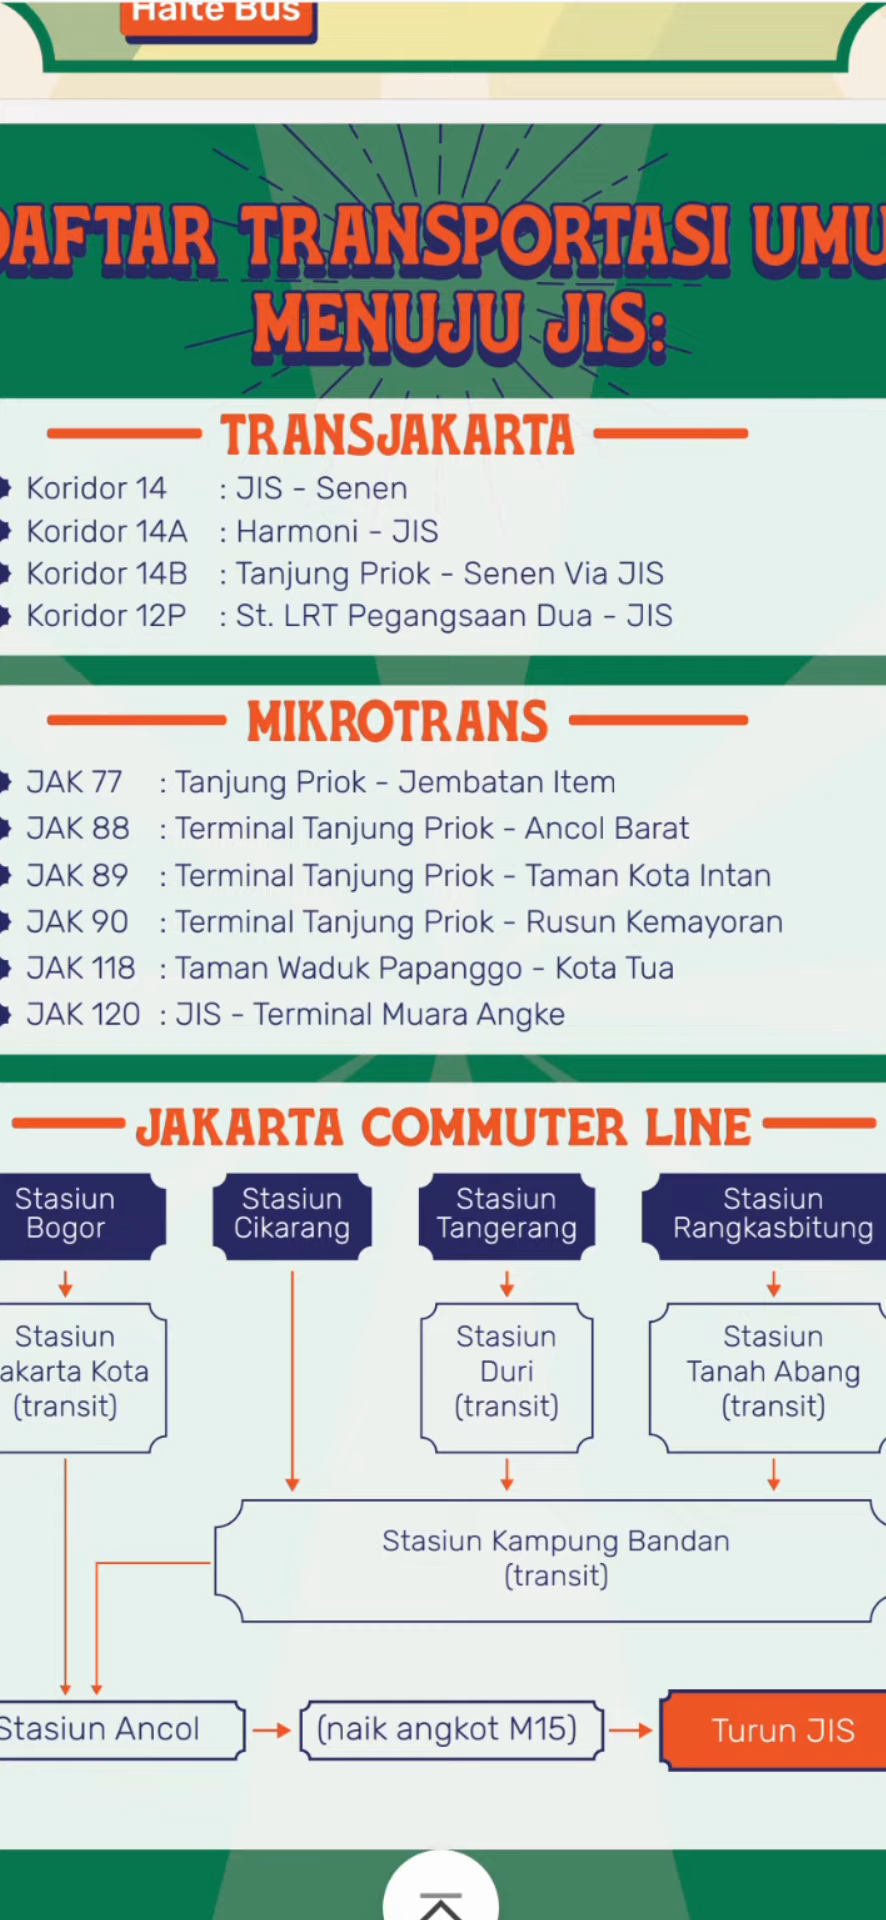 Halte Bus
DAFTAR TRANSPORTASI UMU
MENUJU JIS:
TRANSJAKARTA
Koridor 14 : JIS - Senen
Koridor 14A : Harmoni - JIS
Koridor 14B : Tanjung Priok - Senen Via JIS
Koridor 12P : St. LRT Pegangsaan Dua - JIS
MIKROTRANS
JAK 77 : Tanjung Priok - Jembatan Item
JAK 88 : Terminal Tanjung Priok - Ancol Barat
JAK 89 : Terminal Tanjung Priok - Taman Kota Intan
JAK 90 : Terminal Tanjung Priok - Rusun Kemayoran
JAK 118 : Taman Waduk Papanggo - Kota Tua
JAK 120 : JIS - Terminal Muara Angke
JAKARTA COMMUTER LINE
Stasiun
Bogor
Stasiun
Cikarang
Stasiun
Tangerang
Stasiun
Rangkasbitung
Stasiun
akarta Kota
(transit)
Stasiun
Duri
(transit)
Stasiun
Tanah Abang
(transit)
Stasiun Kampung Bandan
(transit)
Stasiun Ancol
(naik angkot M15)
Turun JIS